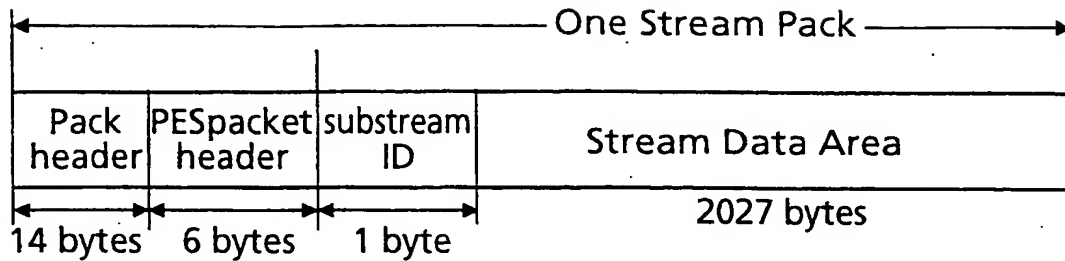 One Stream Pack
Pack header
PESpacket header
substream ID
Stream Data Area
14 bytes
6 bytes
1 byte
2027 bytes